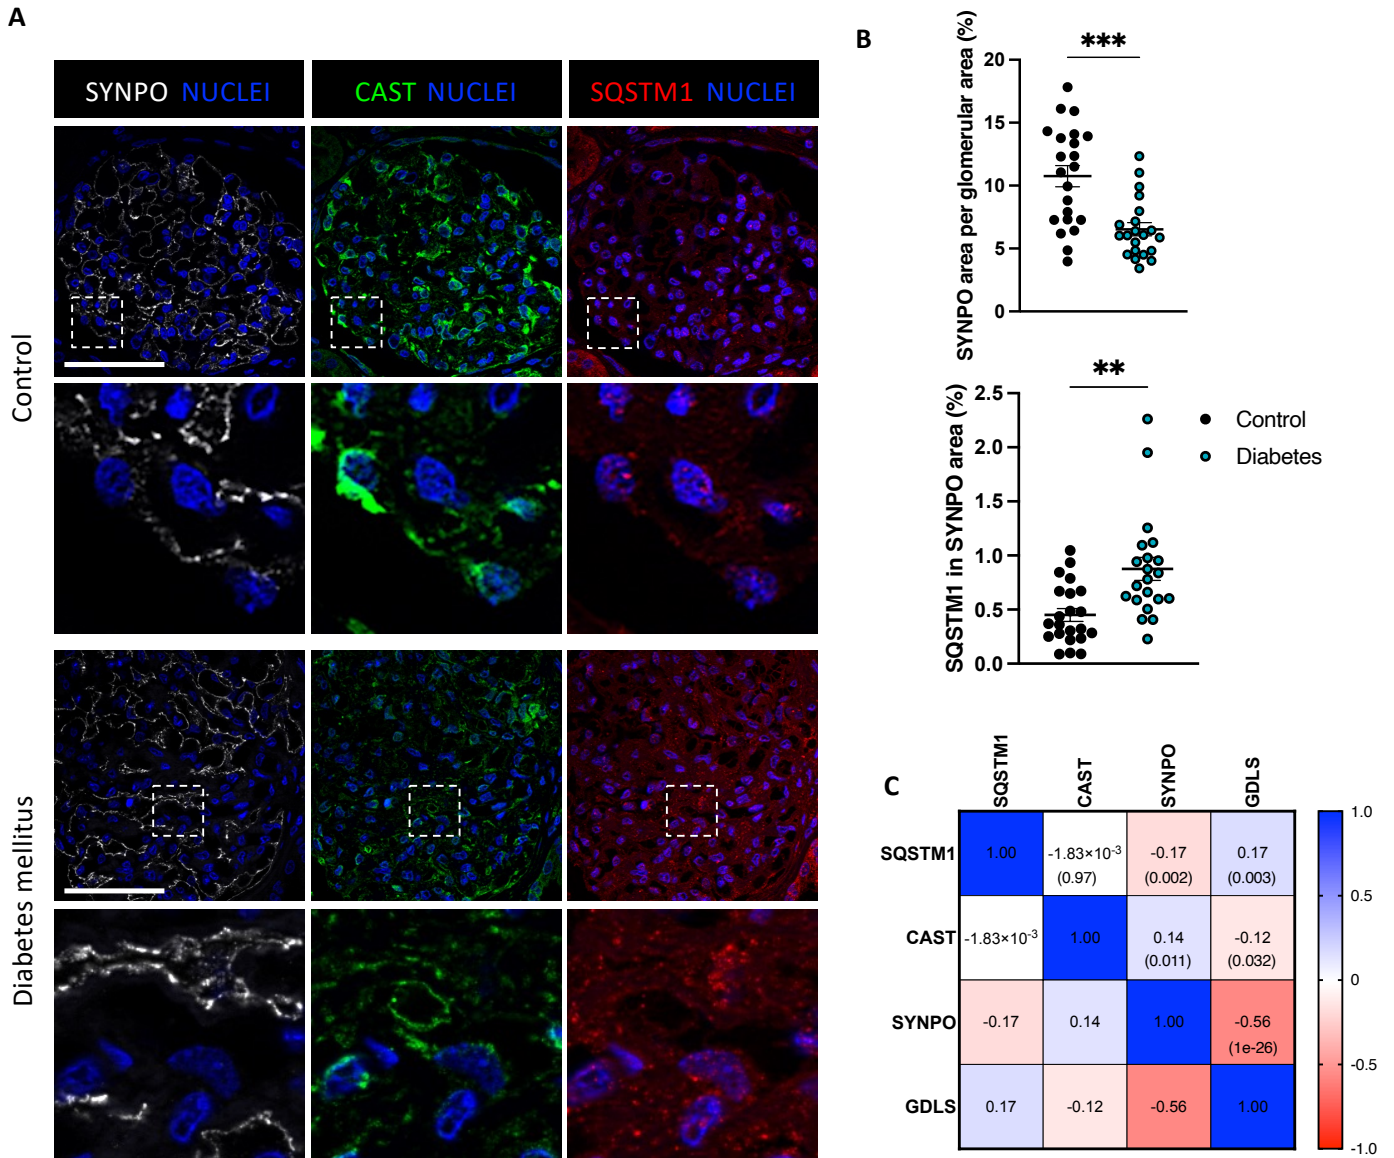 A
SYNPO NUCLEI
CAST NUCLEI
SQSTM1 NUCLEI
Control
Diabetes mellitus
B
SYNPO area per glomerular area (%)
20
15
10
5
0
***
SQSTM1 in SYNPO area (%)
2.5
2.0
1.5
1.0
0.5
0.0
**
Control
Diabetes
C
SQSTM1 CAST SYNPO GDLS
SQSTM1 1.00 -1.83×10⁻³ -0.17 0.17
(0.97) (0.002) (0.003)
CAST -1.83×10⁻³ 1.00 0.14 -0.12
(0.011) (0.032)
SYNPO -0.17 0.14 1.00 -0.56
(1e-26)
GDLS 0.17 -0.12 -0.56 1.00
1.0
0.5
0
-0.5
-1.0